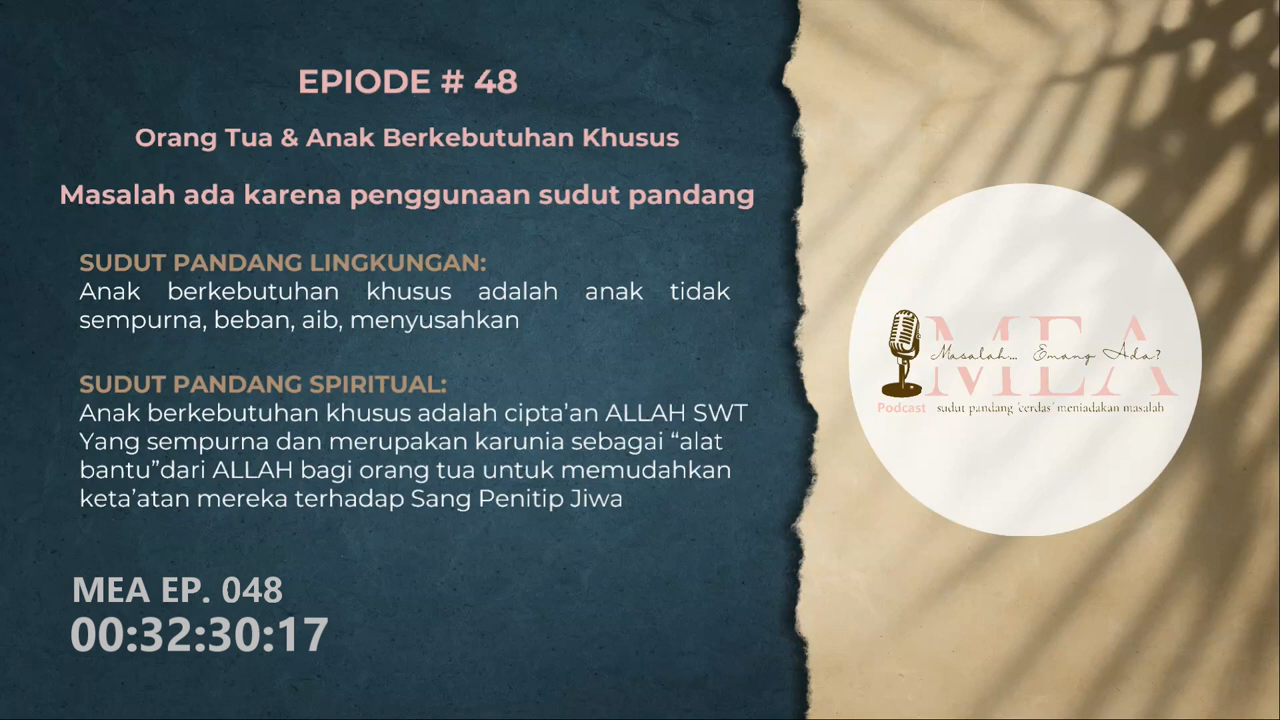 EPIODE # 48
Orang Tua & Anak Berkebutuhan Khusus
Masalah ada karena penggunaan sudut pandang
SUDUT PANDANG LINGKUNGAN:
Anak berkebutuhan khusus adalah anak tidak
sempurna, beban, aib, menyusahkan
SUDUT PANDANG SPIRITUAL:
Anak berkebutuhan khusus adalah cipta’an ALLAH SWT
Yang sempurna dan merupakan karunia sebagai “alat
bantu”dari ALLAH bagi orang tua untuk memudahkan
keta’atan mereka terhadap Sang Penitip Jiwa
MEA EP. 048
00:32:30:17
MEA
Masalah... Emang Ada?
Podcast sudut pandang 'cerdas' meniadakan masalah